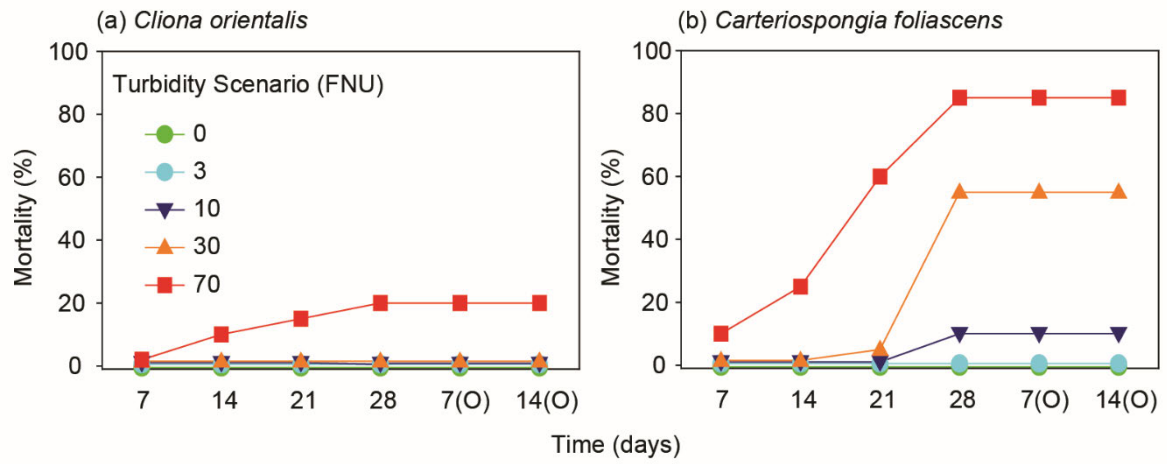 (a) Cliona orientalis
(b) Carteriospongia foliascens
Mortality (%)
100
80
60
40
20
0
Turbidity Scenario (FNU)
0
3
10
30
70
7 14 21 28 7(O) 14(O)
Mortality (%)
100
80
60
40
20
0
7 14 21 28 7(O) 14(O)
Time (days)